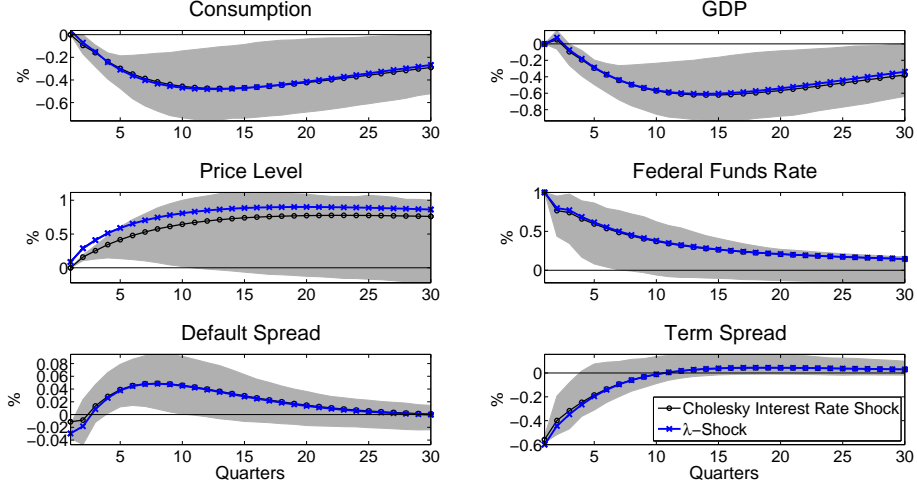 Consumption
0
−0.2
−0.4
−0.6
%
5 10 15 20 25 30
GDP
0
−0.2
−0.4
−0.6
−0.8
%
5 10 15 20 25 30
Price Level
1
0.5
0
%
5 10 15 20 25 30
Federal Funds Rate
1
0.5
0
%
5 10 15 20 25 30
Default Spread
0.08
0.06
0.04
0.02
0
−0.02
−0.04
%
5 10 15 20 25 30
Quarters
Term Spread
0
−0.2
−0.4
−0.6
%
5 10 15 20 25 30
Quarters
Cholesky Interest Rate Shock
λ−Shock